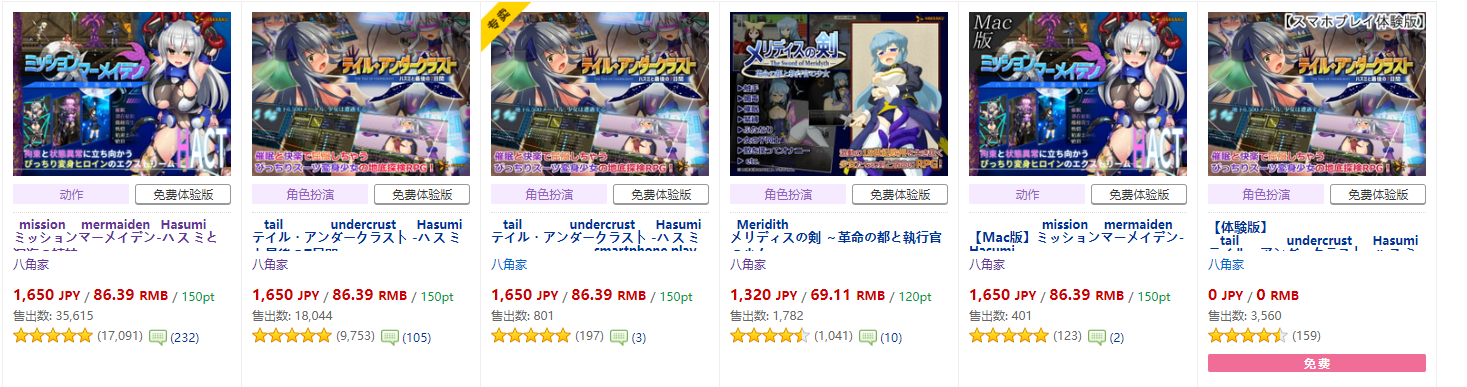 ミッションマーメイデン
拘束と状態異常に立ち向かう
ぴっちり変身ヒロインのエクストリーム
ACT
動作
免费体验版
mission mermaiden Hasumi
ミッションマーメイデン-ハスミと
八角家
1,650 JPY / 86.39 RMB / 150pt
售出数: 35,615
(17,091) (232)
テイル・アンダークラスト
催眠と快楽で屈服しちゃう
ぴっちりスーツ変身少女の地底探検RPG!
角色扮演
免费体验版
tail undercrust Hasumi
テイル・アンダークラスト -ハスミ
八角家
1,650 JPY / 86.39 RMB / 150pt
售出数: 18,044
(9,753) (105)
专卖
テイル・アンダークラスト
催眠と快楽で屈服しちゃう
ぴっちりスーツ変身少女の地底探検RPG!
角色扮演
免费体验版
tail undercrust Hasumi
テイル・アンダークラスト -ハスミ
smartphone play
八角家
1,650 JPY / 86.39 RMB / 150pt
售出数: 801
(197) (3)
メリディスの剣
The Sword of Meridyth
革命の都と執行官の少女
角色扮演
免费体验版
Meridith
メリディスの剣 ~革命の都と執行官
八角家
1,320 JPY / 69.11 RMB / 120pt
售出数: 1,782
(1,041) (10)
Mac
版
ミッションマーメイデン
拘束と状態異常に立ち向かう
ぴっちり変身ヒロインのエクストリーム
ACT
动作
免费体验版
mission mermaiden
【Mac版】ミッションマーメイデン-
Hasumi
八角家
1,650 JPY / 86.39 RMB / 150pt
售出数: 401
(123) (2)
【スマホプレイ体験版】
テイル・アンダークラスト
催眠と快楽で屈服しちゃう
ぴっちりスーツ変身少女の地底探検RPG!
角色扮演
免费体验版
【体験版】
tail undercrust Hasumi
八角家
0 JPY / 0 RMB
售出数: 3,560
(159)
免费